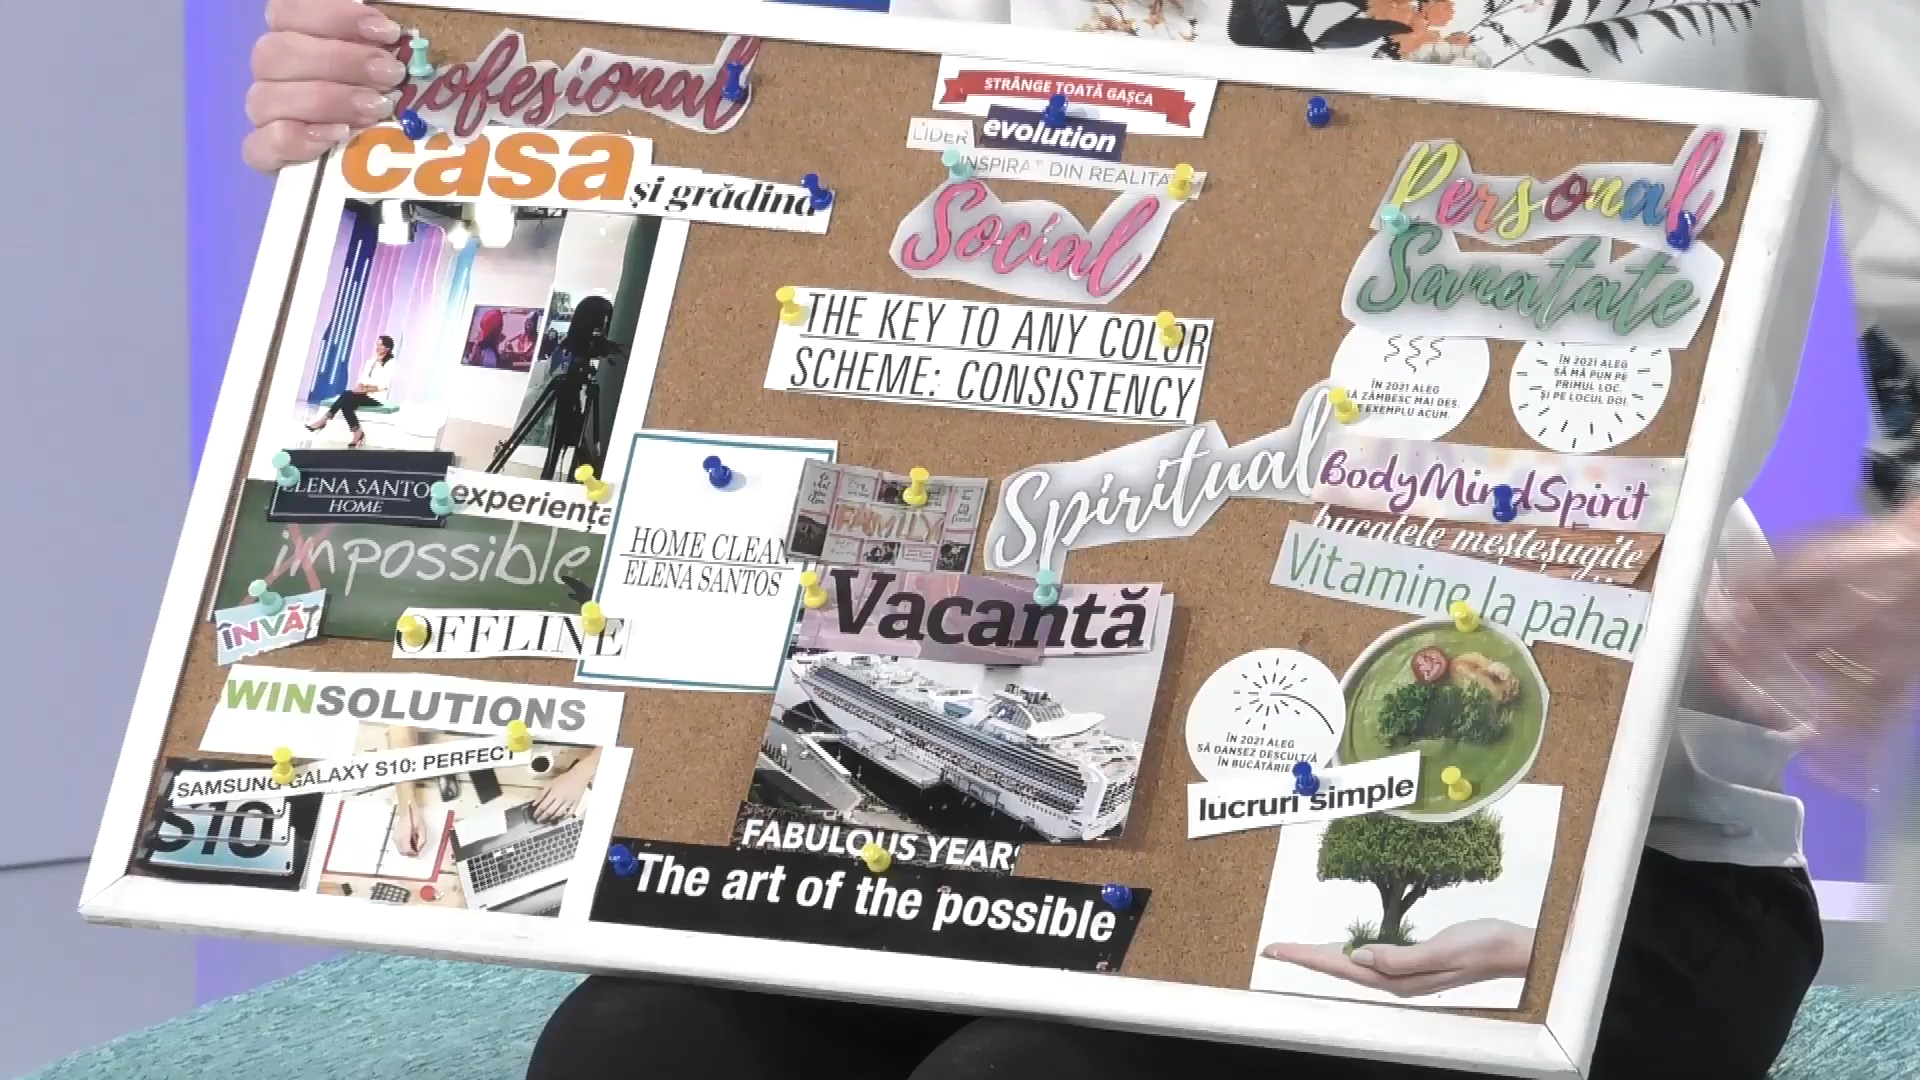 Profesional
casa
și grădina
ELENA SANTO
HOME
experiența
impossible
ÎNVĂȚ
OFFLINE
HOME CLEAN
ELENA SANTOS
WINSOLUTIONS
SAMSUNG GALAXY S10: PERFECT
S10
STRÂNGE TOATĂ GAȘCA
LIDER
evolution
INSPIRAT DIN REALITA
Social
THE KEY TO ANY COLOR
SCHEME: CONSISTENCY
FAMILY
Spiritual
Vacantă
FABULOUS YEARS
The art of the possible
Personal
Sanatate
ÎN 2021 ALEG
SĂ ZÂMBESC MAI DES.
DE EXEMPLU ACUM.
ÎN 2021 ALEG
SĂ MĂ PUN PE
PRIMUL LOC.
ȘI PE LOCUL DOI.
BodyMindSpirit
bucatele meșteșugite
Vitamine la pahar
ÎN 2021 ALEG
SĂ DANSEZ DESCULȚ/Ă
ÎN BUCĂTĂRIE
lucruri simple